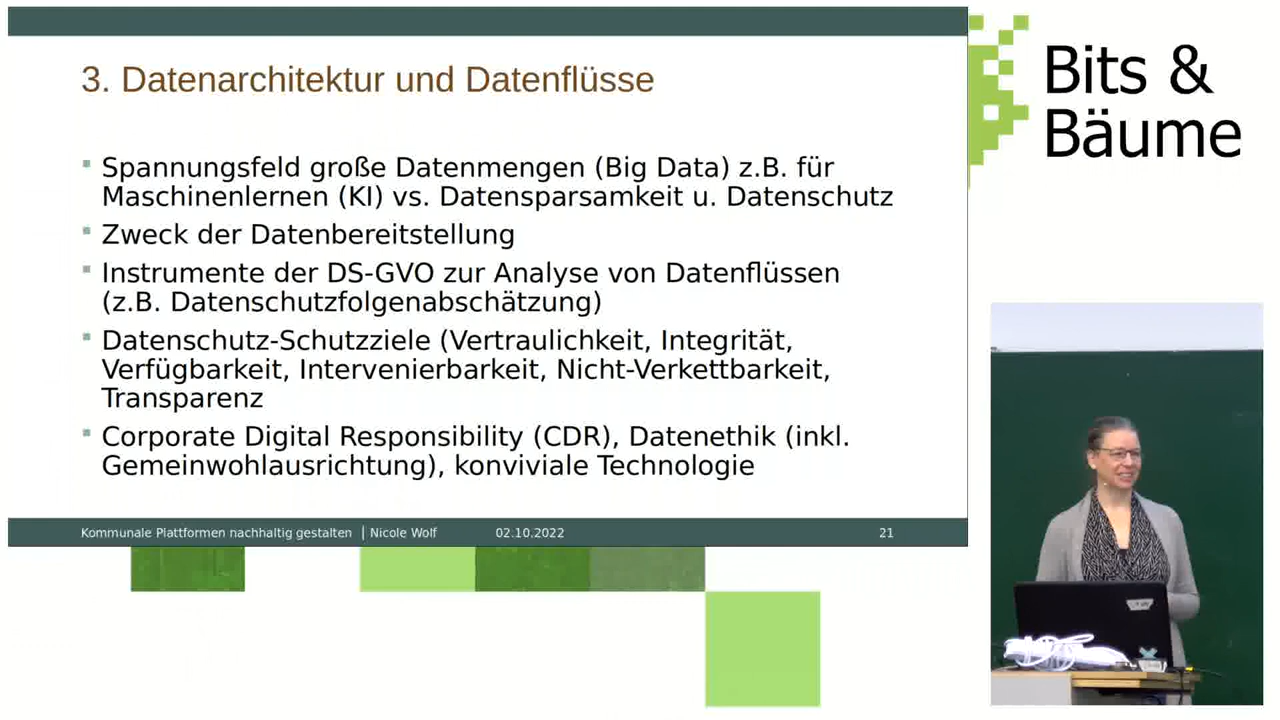 3. Datenarchitektur und Datenflüsse
Spannungsfeld große Datenmengen (Big Data) z.B. für
Maschinenlernen (KI) vs. Datensparsamkeit u. Datenschutz
Zweck der Datenbereitstellung
Instrumente der DS-GVO zur Analyse von Datenflüssen
(z.B. Datenschutzfolgenabschätzung)
Datenschutz-Schutzziele (Vertraulichkeit, Integrität,
Verfügbarkeit, Intervenierbarkeit, Nicht-Verkettbarkeit,
Transparenz
Corporate Digital Responsibility (CDR), Datenethik (inkl.
Gemeinwohlausrichtung), konviviale Technologie
Kommunale Plattformen nachhaltig gestalten | Nicole Wolf 02.10.2022 21
Bits &
Bäume